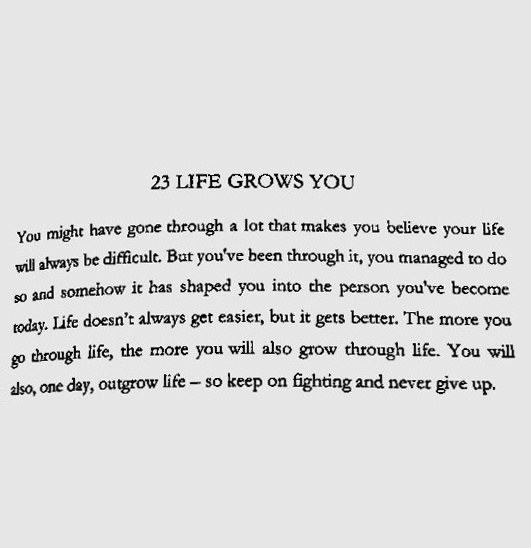 23 LIFE GROWS YOU
You might have gone through a lot that makes you believe your life
will always be difficult. But you've been through it, you managed to do
so and somehow it has shaped you into the person you've become
today. Life doesn't always get easier, but it gets better. The more you
go through life, the more you will also grow through life. You will
also, one day, outgrow life – so keep on fighting and never give up.